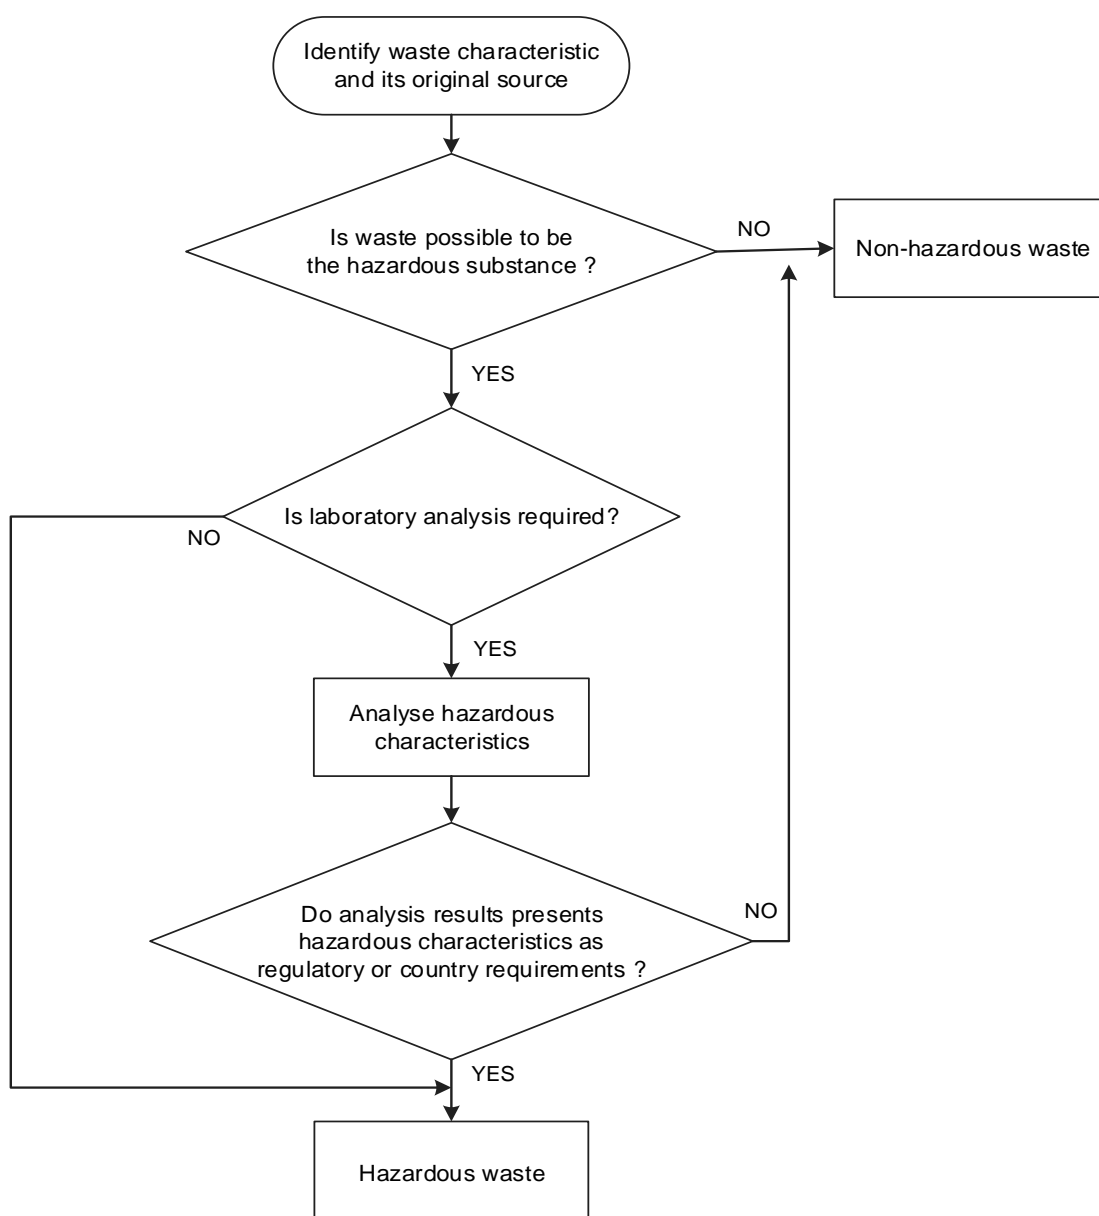 Identify waste characteristic
and its original source
Is waste possible to be
the hazardous substance ?
NO
Non-hazardous waste
YES
Is laboratory analysis required?
NO
YES
Analyse hazardous
characteristics
Do analysis results presents
hazardous characteristics as
regulatory or country requirements ?
NO
YES
Hazardous waste